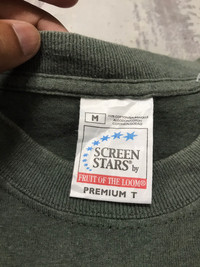 M
SCREEN
STARS®
by
FRUIT OF THE LOOM®
PREMIUM T